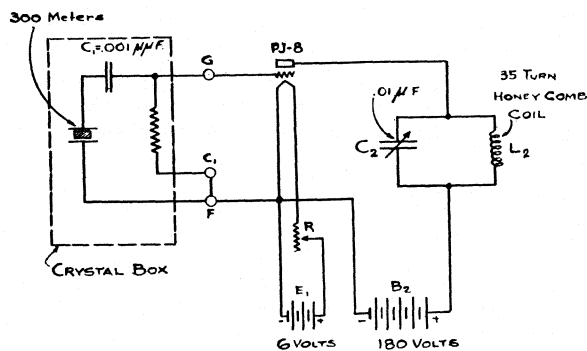 300 Meters
C₁=.001 μμF.
G
PJ-8
35 TURN
HONEY COMB
COIL
.01 μF
C₂
L₂
C₁
F
R
CRYSTAL BOX
E₁
B₂
- +
- +
6 VOLTS
180 VOLTS